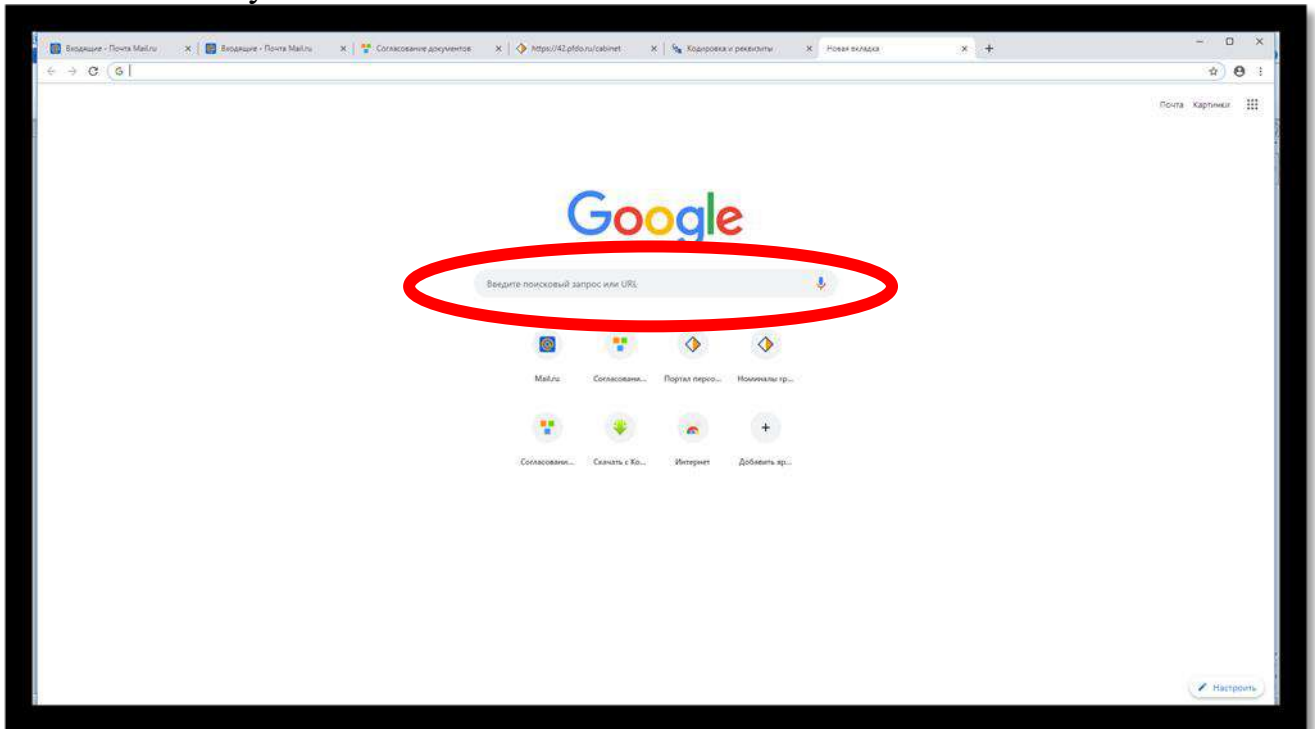 Входящие - Почта Mail.ru
Входящие - Почта Mail.ru
Согласование документов
https://42.pfdo.ru/cabinet
Кодировка и реквизиты
Новая вкладка
Почта Картинки
Google
Введите поисковый запрос или URL
Mail.ru
Согласовани...
Портал персо...
Номиналы гр...
Согласовани...
Скачать с Ко...
Интернет
Добавить яр...
Настроить